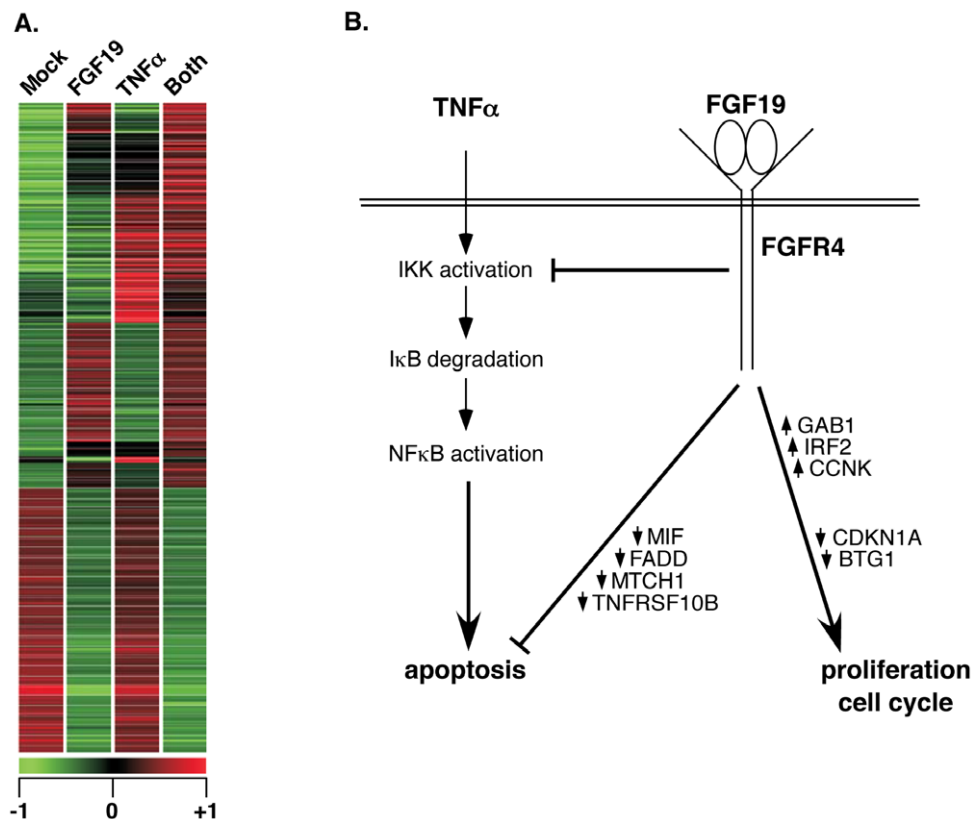 A.
Mock FGF19 TNFα Both
-1 0 +1
B.
TNFα
FGF19
FGFR4
IKK activation
IκB degradation
NFκB activation
GAB1
IRF2
CCNK
MIF
FADD
MTCH1
TNFRSF10B
CDKN1A
BTG1
apoptosis
proliferation
cell cycle